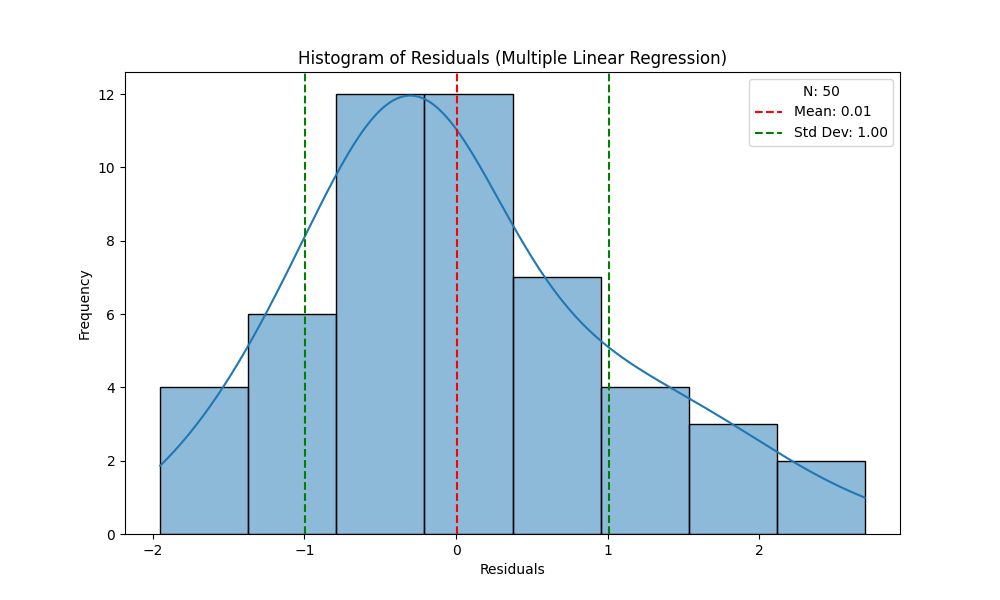 Histogram of Residuals (Multiple Linear Regression)
N: 50
Mean: 0.01
Std Dev: 1.00
Frequency
12
10
8
6
4
2
0
−2
−1
0
1
2
Residuals